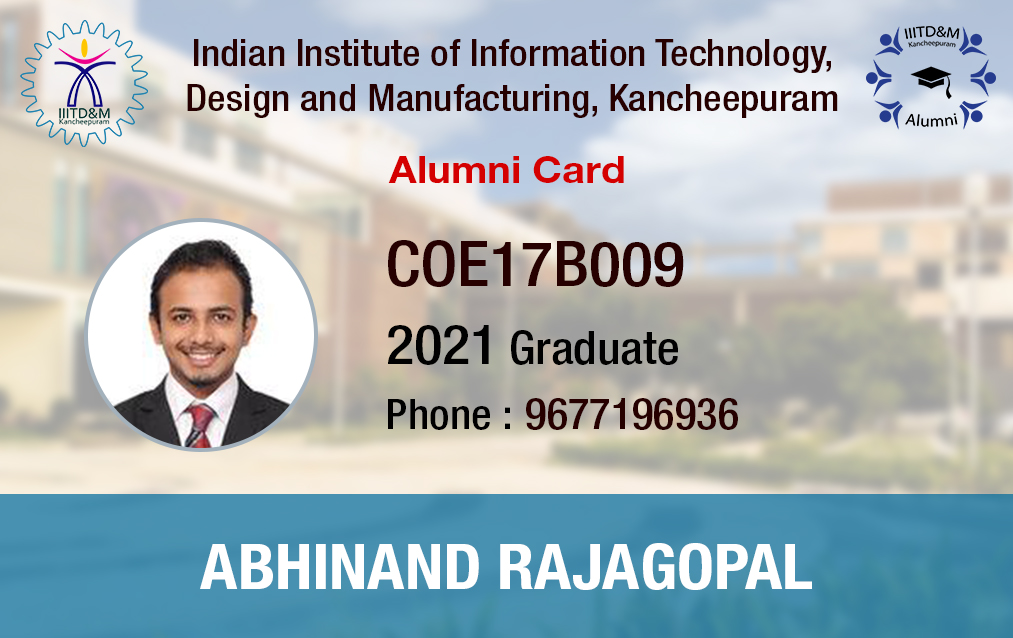 Indian Institute of Information Technology,
Design and Manufacturing, Kancheepuram
IIITD&M
Kancheepuram
IIITD&M
Kancheepuram
Alumni
Alumni Card
COE17B009
2021 Graduate
Phone : 9677196936
ABHINAND RAJAGOPAL